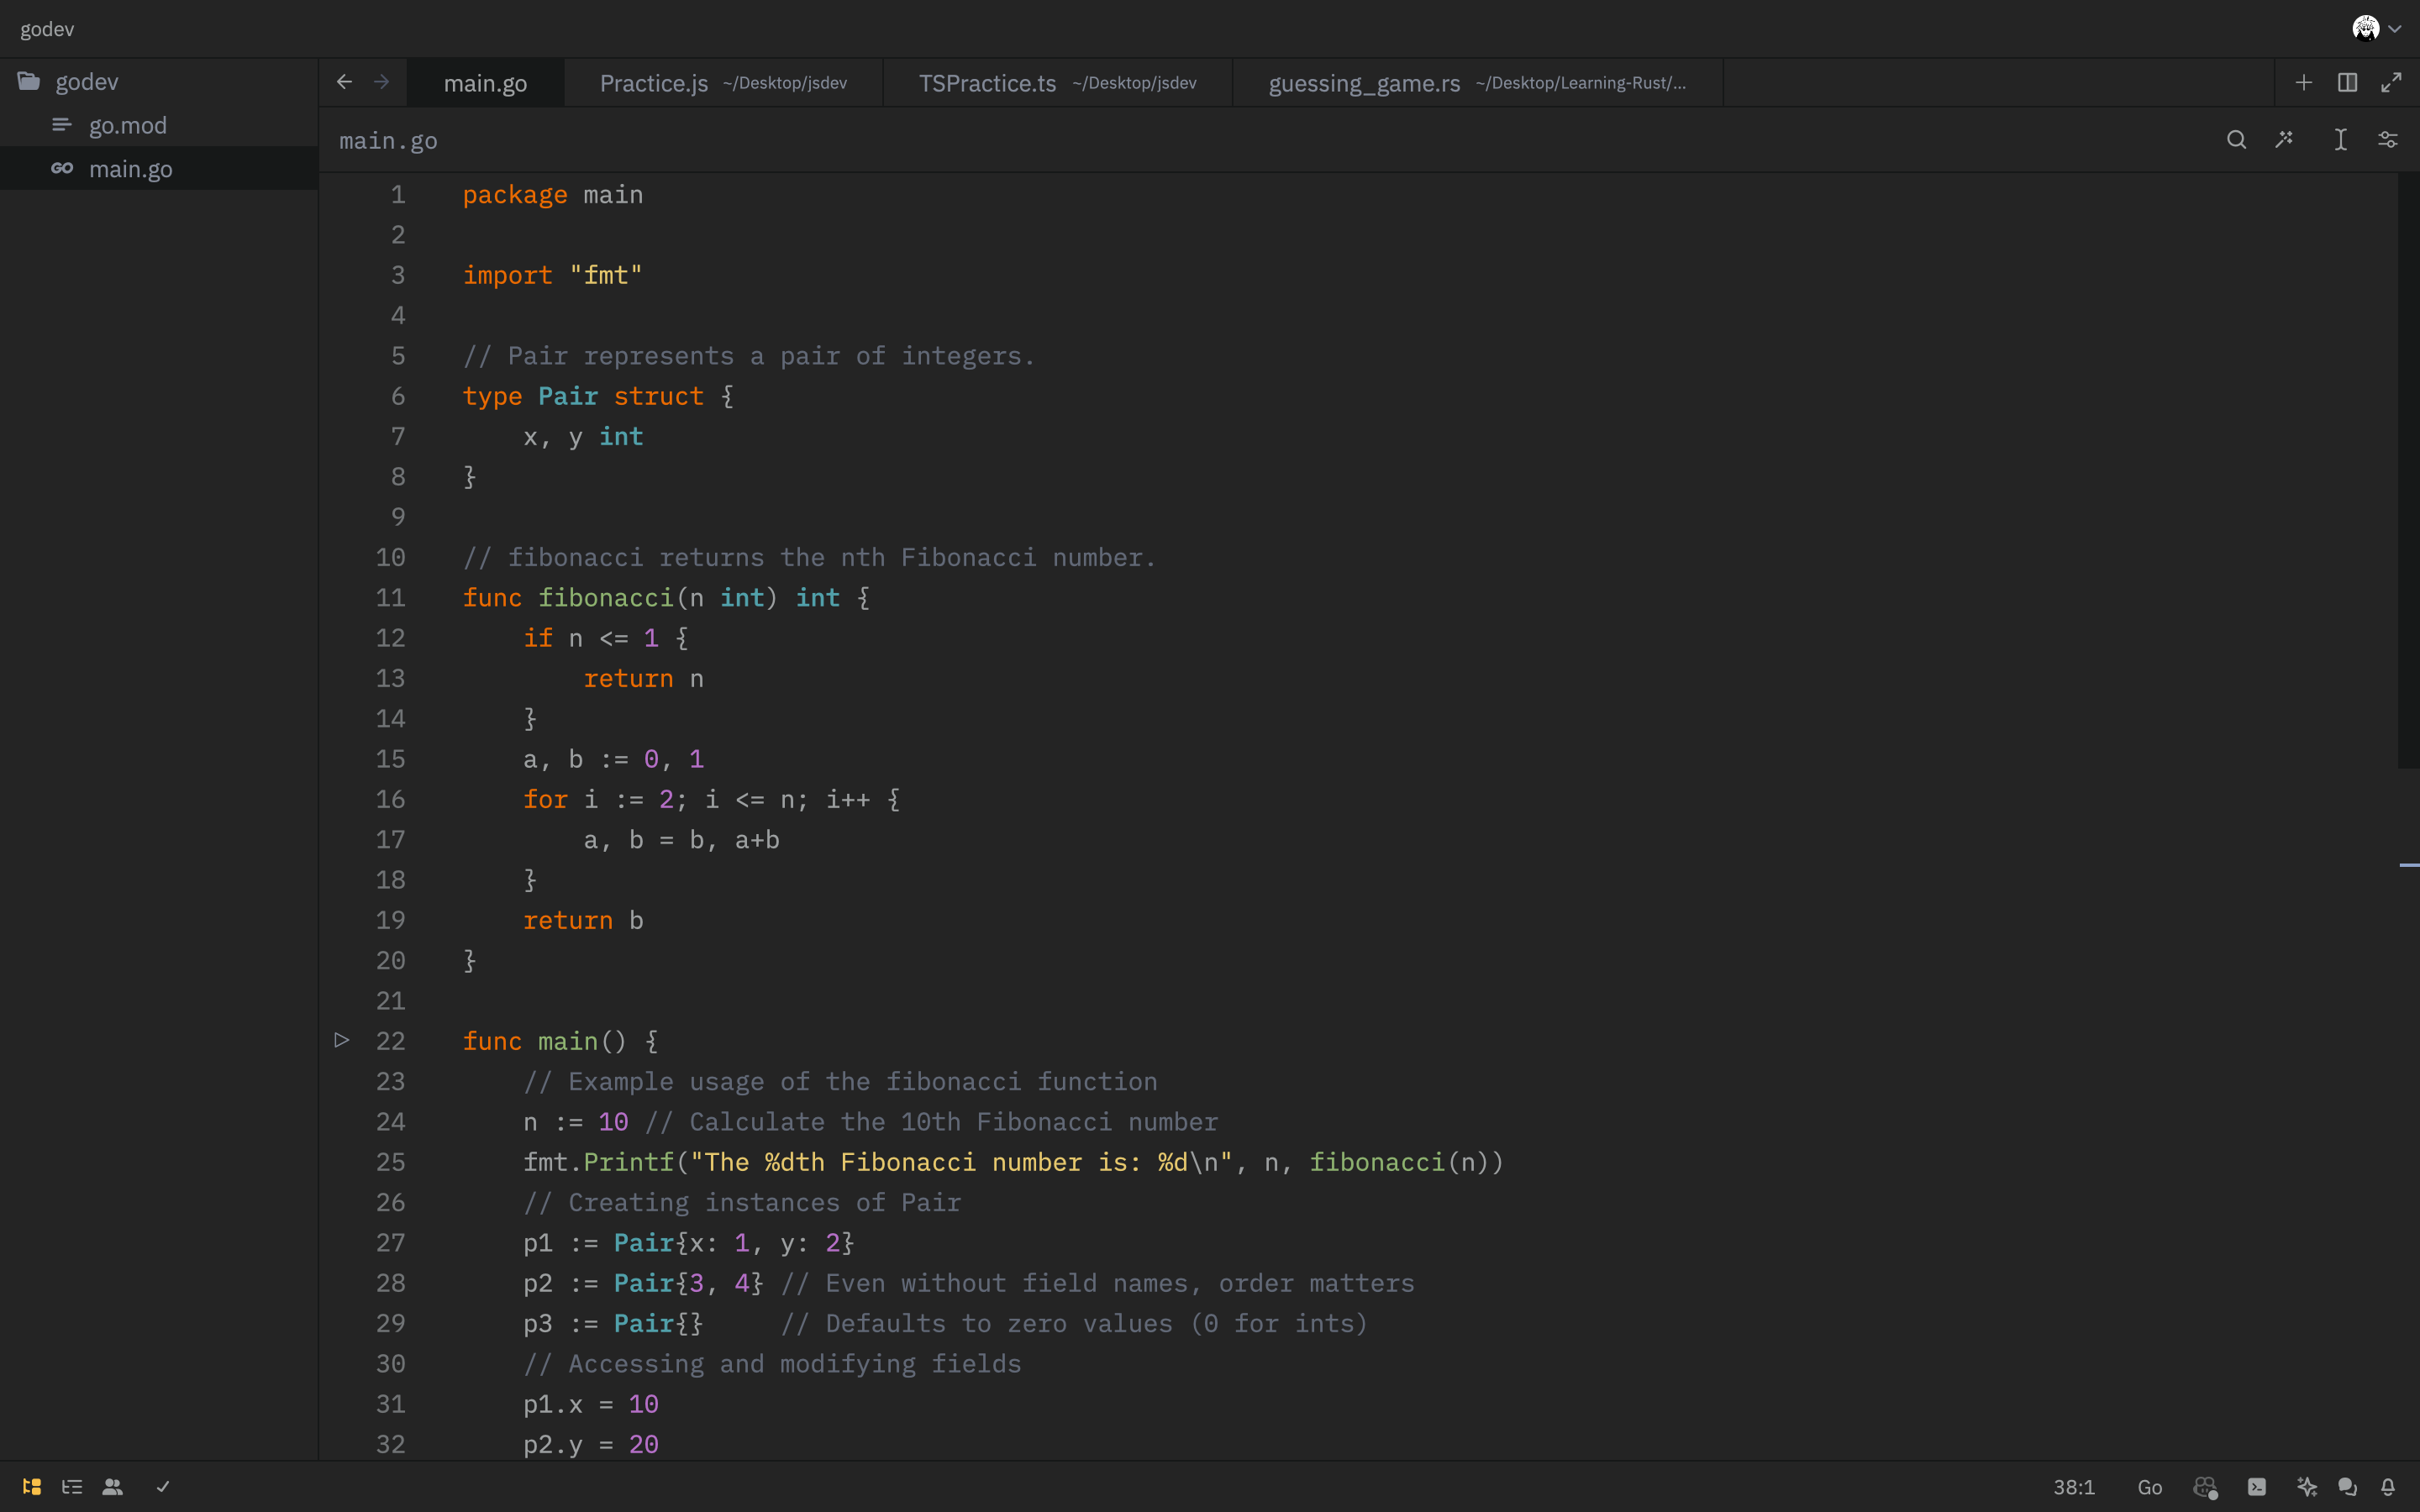 godev
godev
go.mod
main.go
main.go
Practice.js ~/Desktop/jsdev
TSPractice.ts ~/Desktop/jsdev
guessing_game.rs ~/Desktop/Learning-Rust/...
main.go
1 package main
2
3 import "fmt"
4
5 // Pair represents a pair of integers.
6 type Pair struct {
7     x, y int
8 }
9
10 // fibonacci returns the nth Fibonacci number.
11 func fibonacci(n int) int {
12     if n <= 1 {
13         return n
14     }
15     a, b := 0, 1
16     for i := 2; i <= n; i++ {
17         a, b = b, a+b
18     }
19     return b
20 }
21
22 func main() {
23     // Example usage of the fibonacci function
24     n := 10 // Calculate the 10th Fibonacci number
25     fmt.Printf("The %dth Fibonacci number is: %d\n", n, fibonacci(n))
26     // Creating instances of Pair
27     p1 := Pair{x: 1, y: 2}
28     p2 := Pair{3, 4} // Even without field names, order matters
29     p3 := Pair{}     // Defaults to zero values (0 for ints)
30     // Accessing and modifying fields
31     p1.x = 10
32     p2.y = 20
38:1 Go